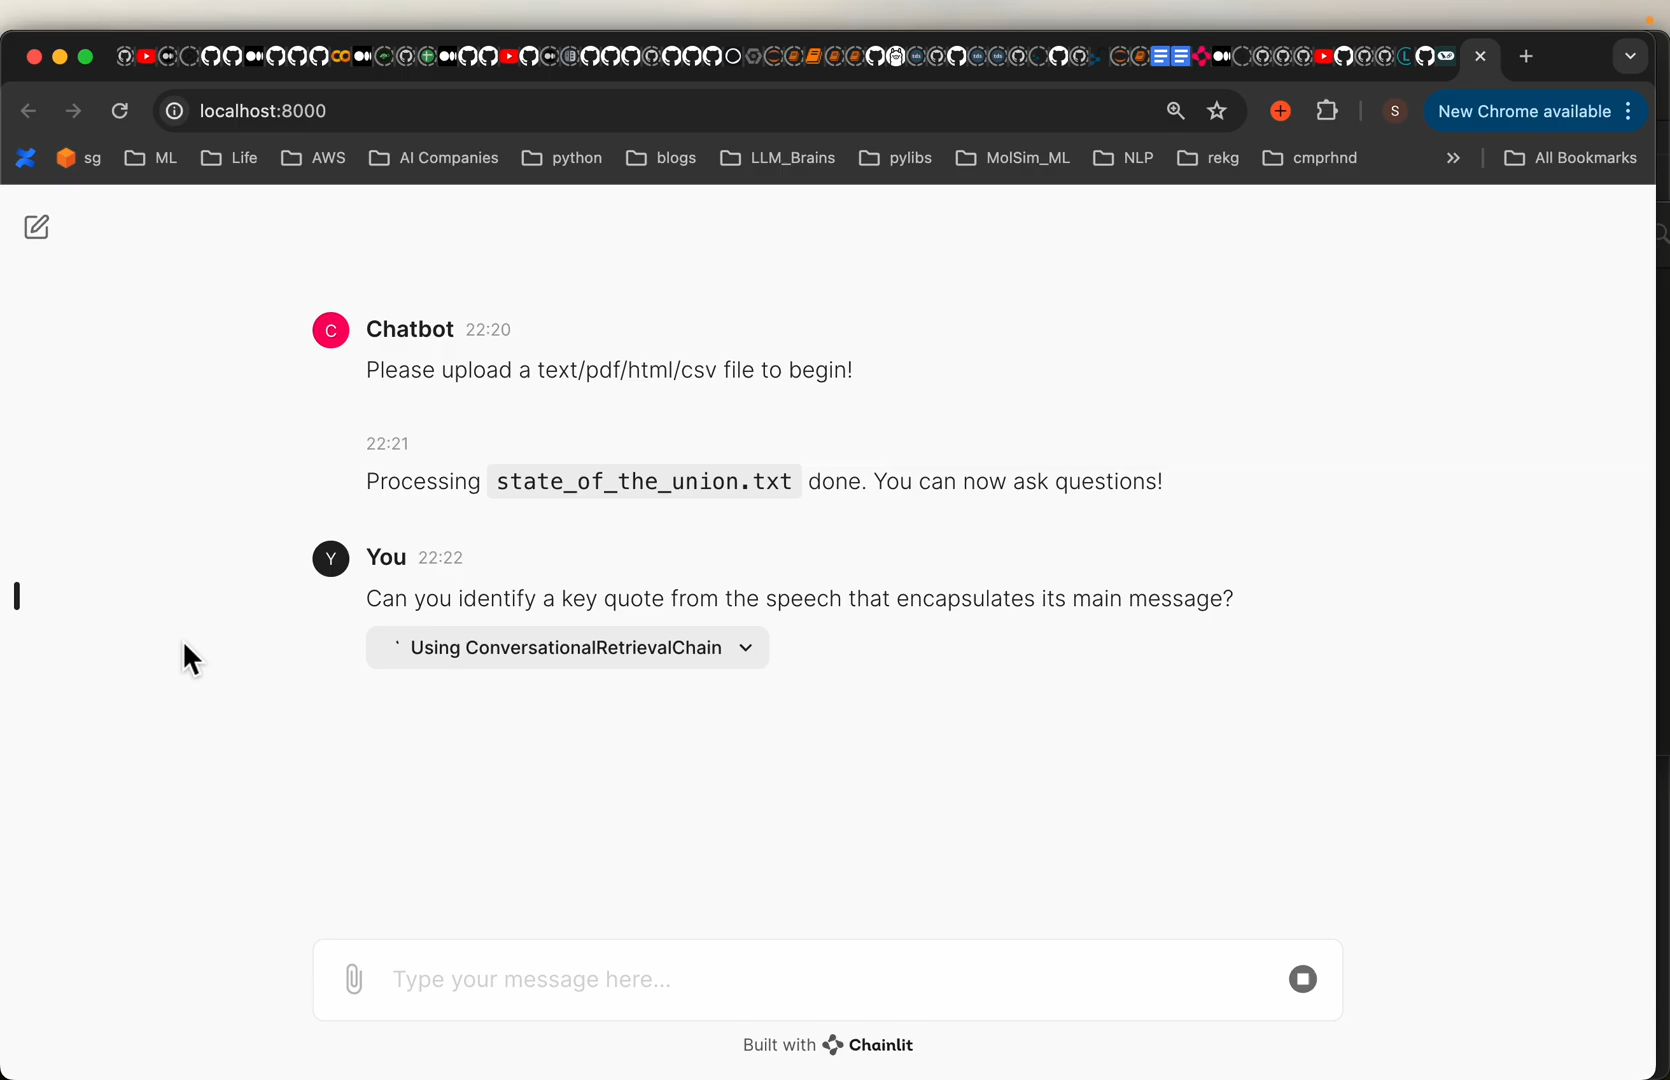 localhost:8000
S
New Chrome available
sg
ML
Life
AWS
AI Companies
python
blogs
LLM_Brains
pylibs
MolSim_ML
NLP
rekg
cmprhnd
All Bookmarks
C
Chatbot 22:20
Please upload a text/pdf/html/csv file to begin!
22:21
Processing state_of_the_union.txt done. You can now ask questions!
Y
You 22:22
Can you identify a key quote from the speech that encapsulates its main message?
Using ConversationalRetrievalChain
Type your message here...
Built with Chainlit